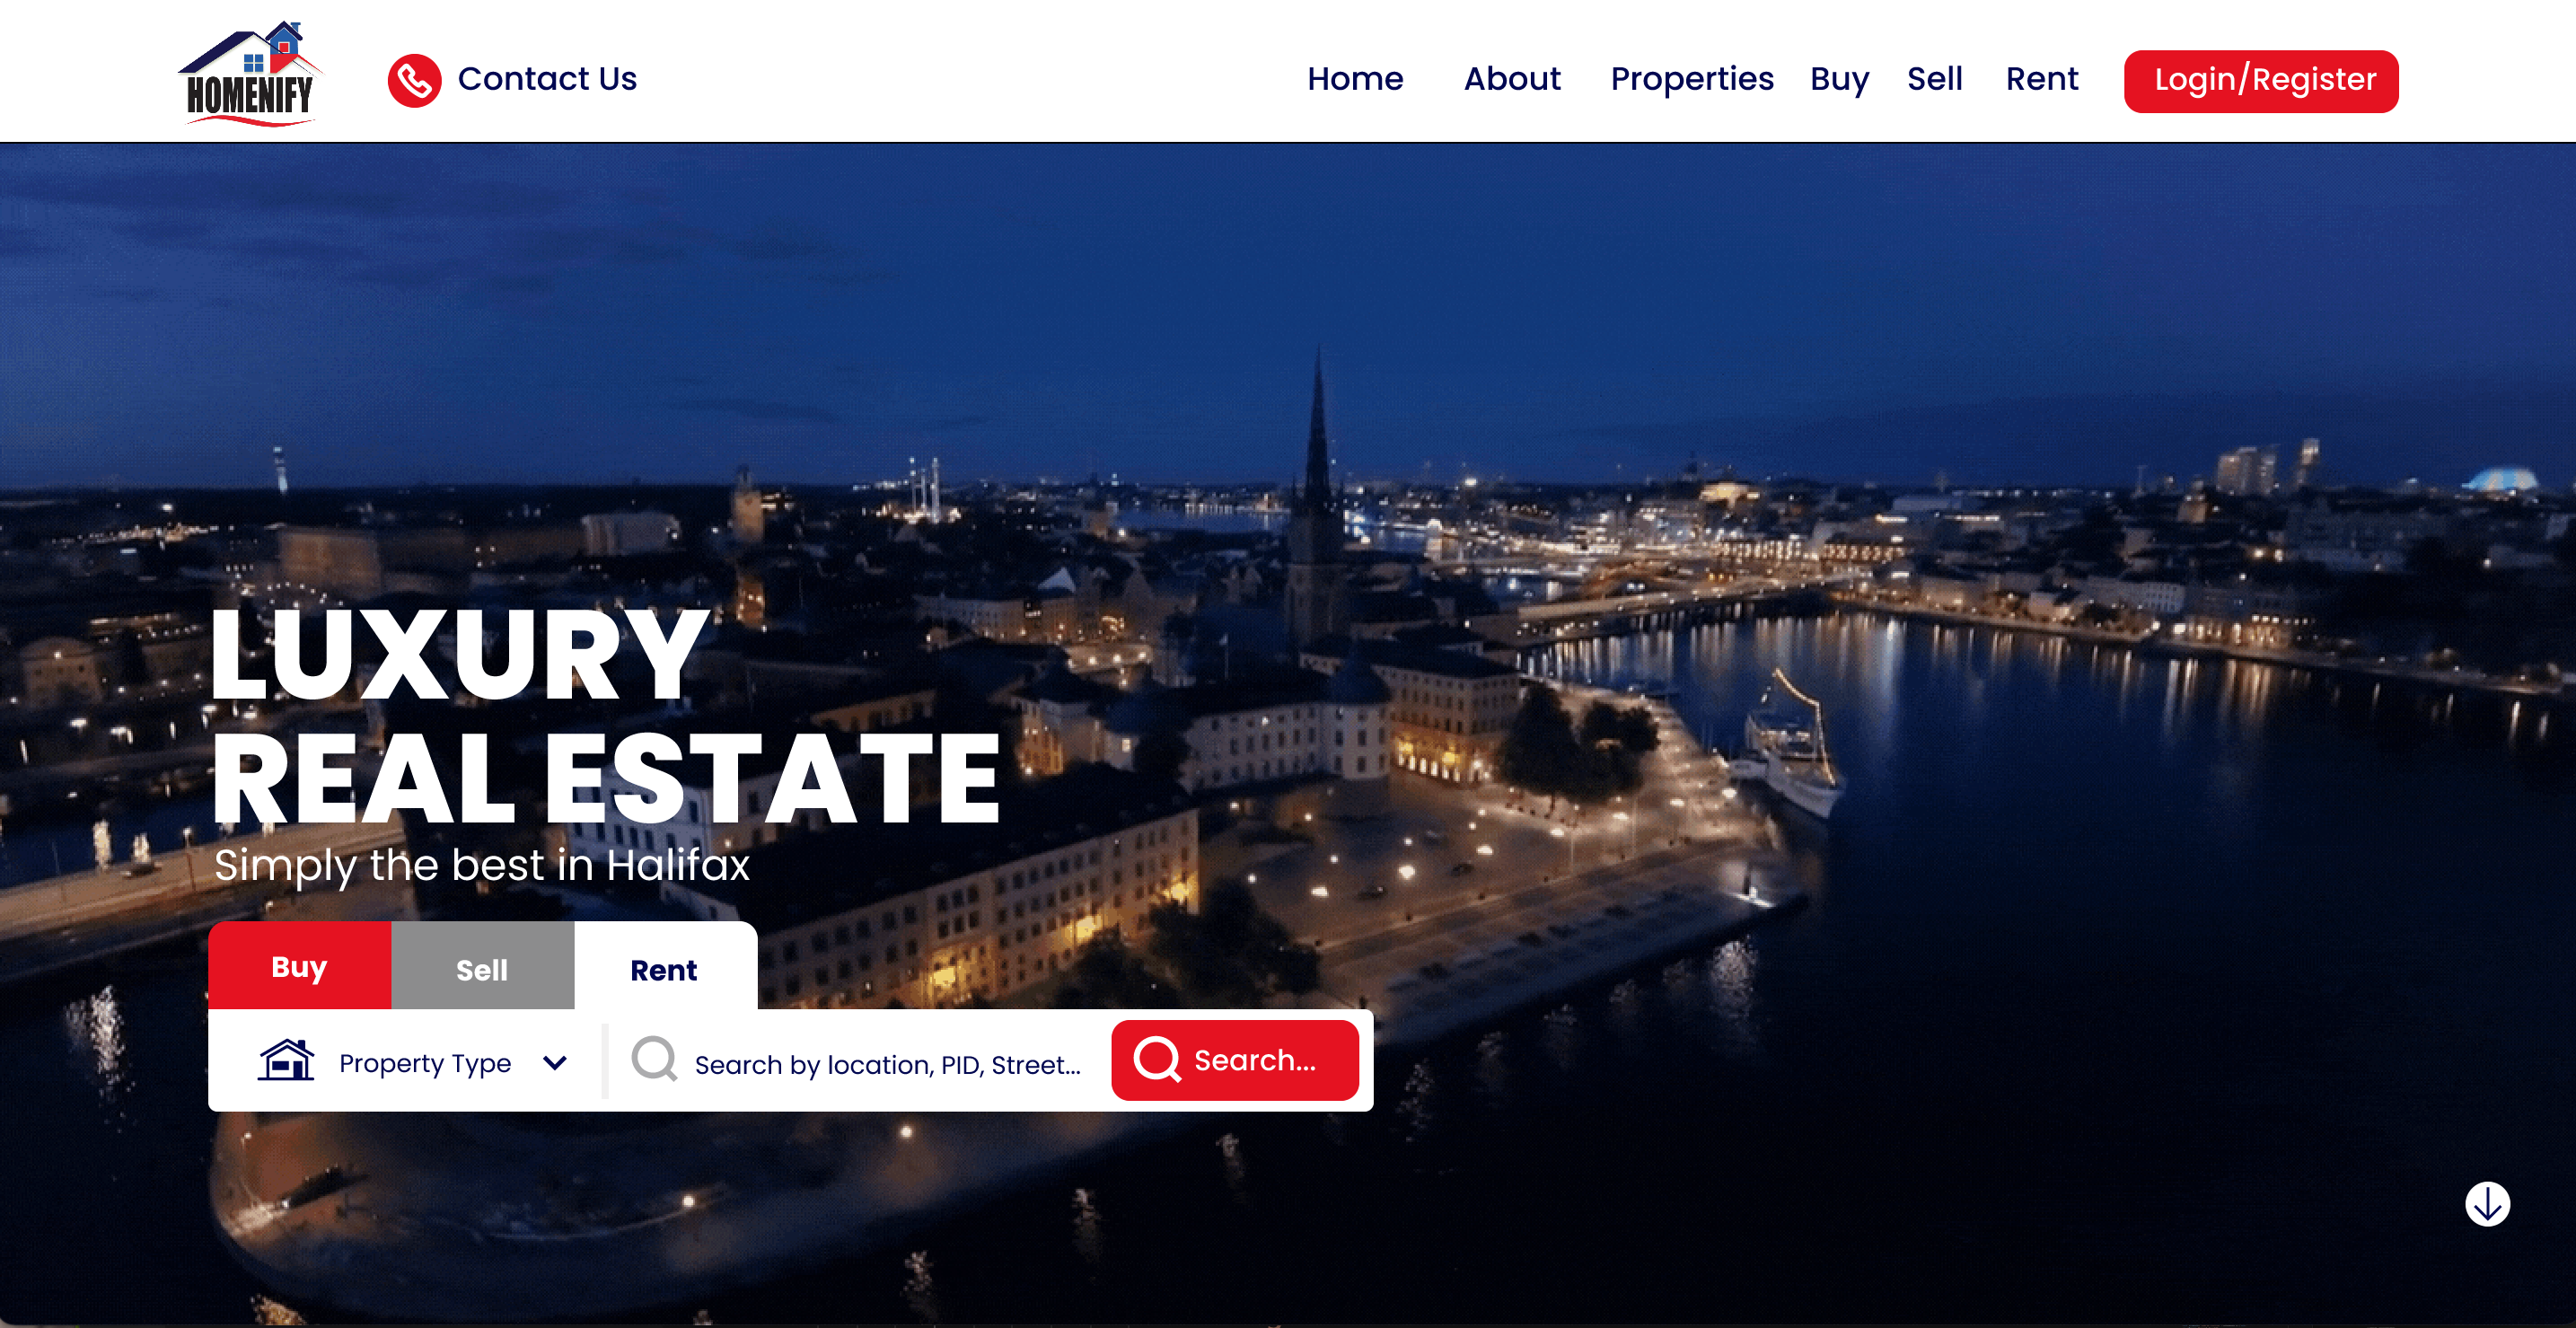 HOMENIFY
Contact Us
Home About Properties Buy Sell Rent Login/Register
LUXURY
REAL ESTATE
Simply the best in Halifax
Buy Sell Rent
Property Type Search by location, PID, Street... Search...